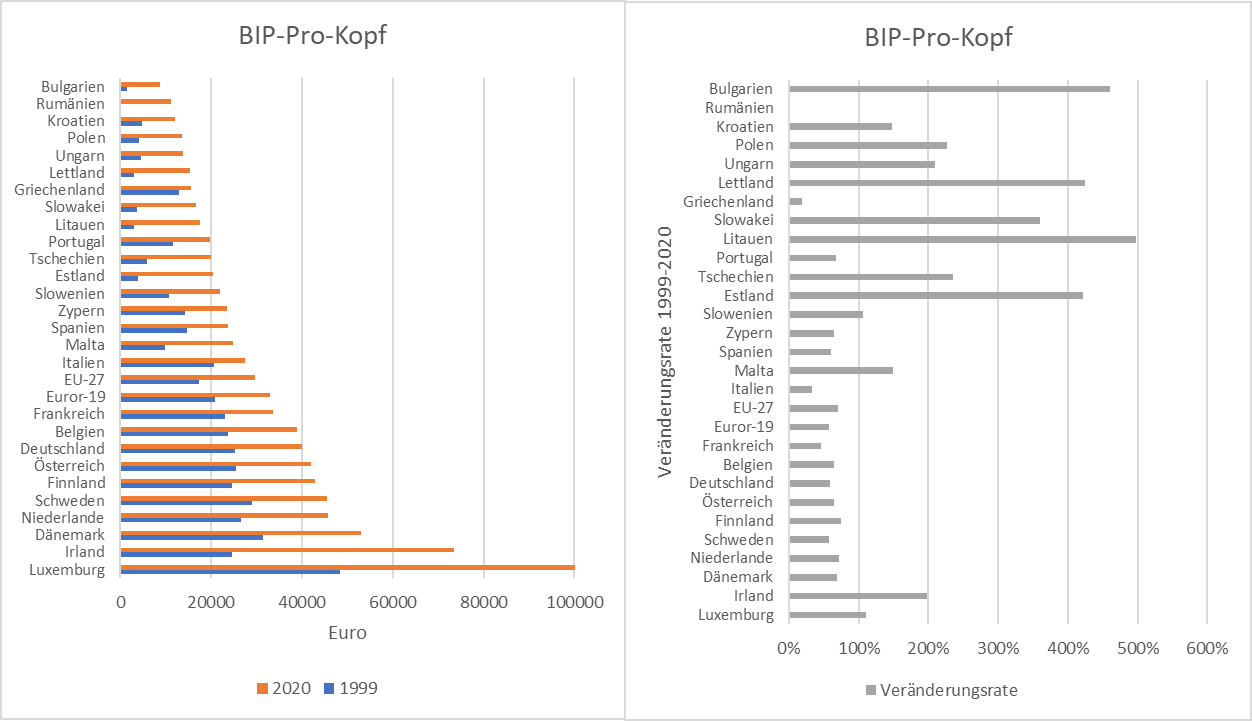 BIP-Pro-Kopf
Bulgarien
Rumänien
Kroatien
Polen
Ungarn
Lettland
Griechenland
Slowakei
Litauen
Portugal
Tschechien
Estland
Slowenien
Zypern
Spanien
Malta
Italien
EU-27
Euror-19
Frankreich
Belgien
Deutschland
Österreich
Finnland
Schweden
Niederlande
Dänemark
Irland
Luxemburg
0 20000 40000 60000 80000 100000
Euro
2020 1999
BIP-Pro-Kopf
Veränderungsrate 1999-2020
Bulgarien
Rumänien
Kroatien
Polen
Ungarn
Lettland
Griechenland
Slowakei
Litauen
Portugal
Tschechien
Estland
Slowenien
Zypern
Spanien
Malta
Italien
EU-27
Euror-19
Frankreich
Belgien
Deutschland
Österreich
Finnland
Schweden
Niederlande
Dänemark
Irland
Luxemburg
0% 100% 200% 300% 400% 500% 600%
Veränderungsrate